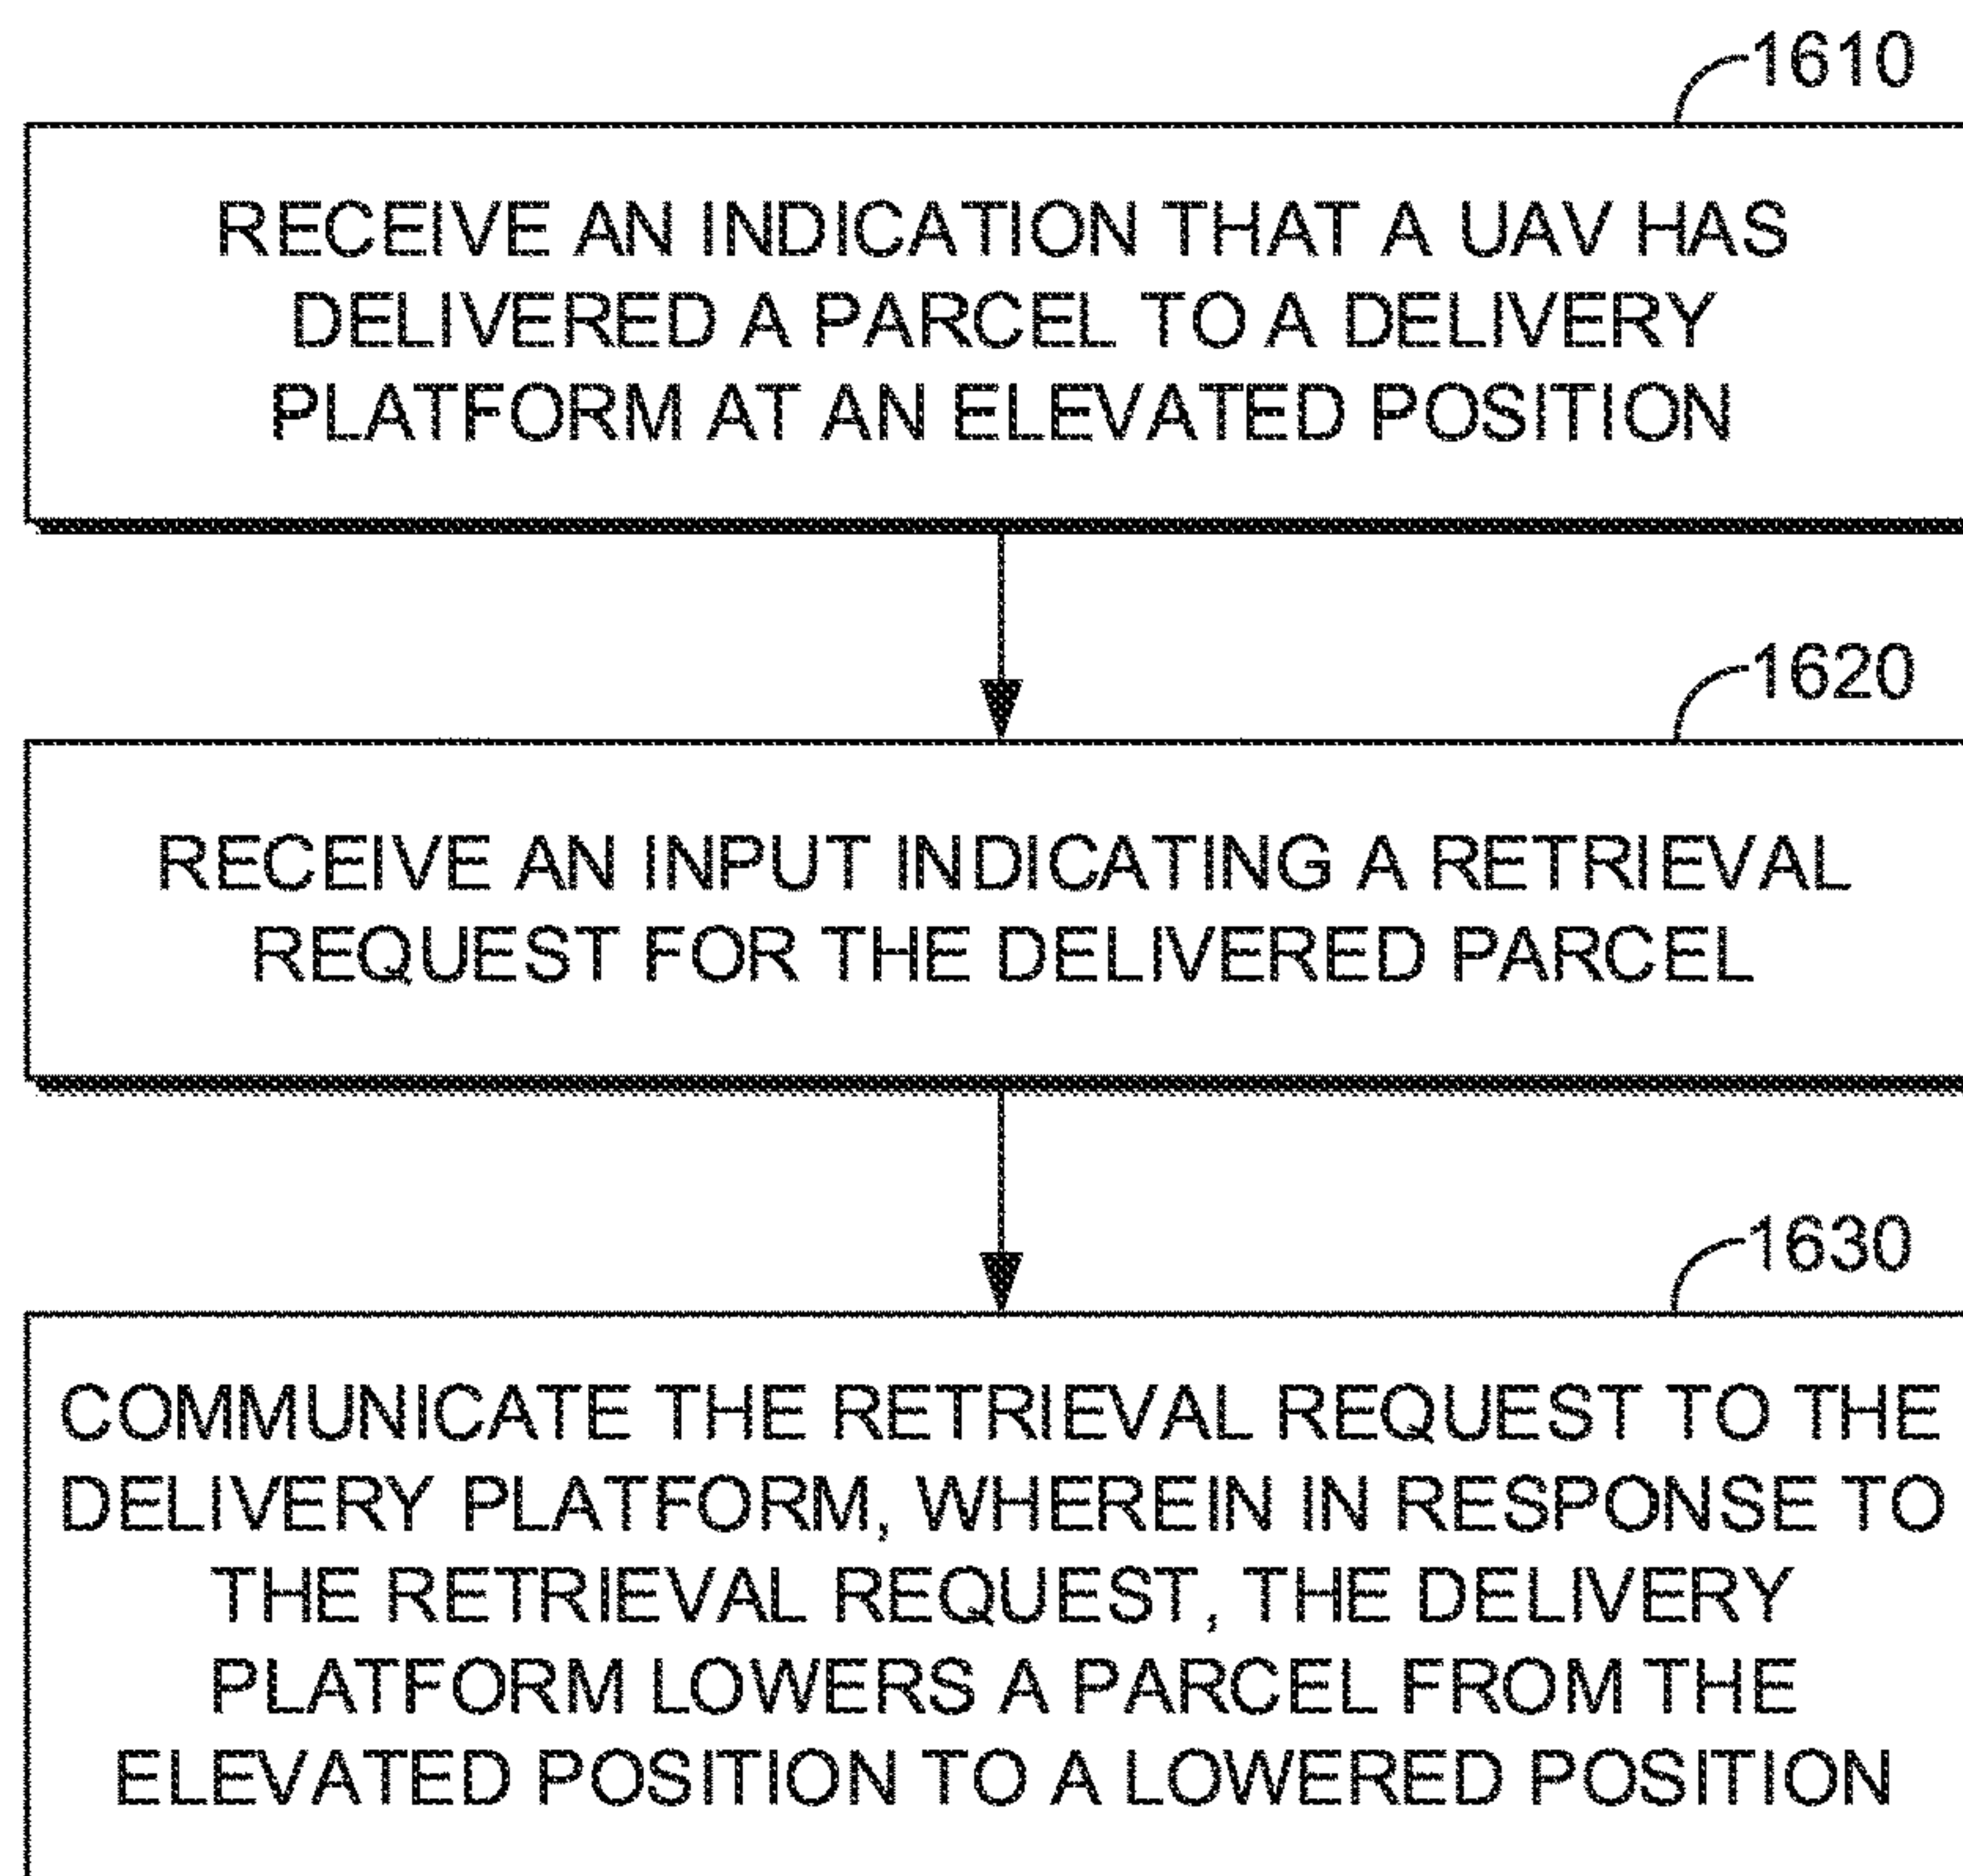 1610
RECEIVE AN INDICATION THAT A UAV HAS
DELIVERED A PARCEL TO A DELIVERY
PLATFORM AT AN ELEVATED POSITION
1620
RECEIVE AN INPUT INDICATING A RETRIEVAL
REQUEST FOR THE DELIVERED PARCEL
1630
COMMUNICATE THE RETRIEVAL REQUEST TO THE
DELIVERY PLATFORM, WHEREIN IN RESPONSE TO
THE RETRIEVAL REQUEST, THE DELIVERY
PLATFORM LOWERS A PARCEL FROM THE
ELEVATED POSITION TO A LOWERED POSITION